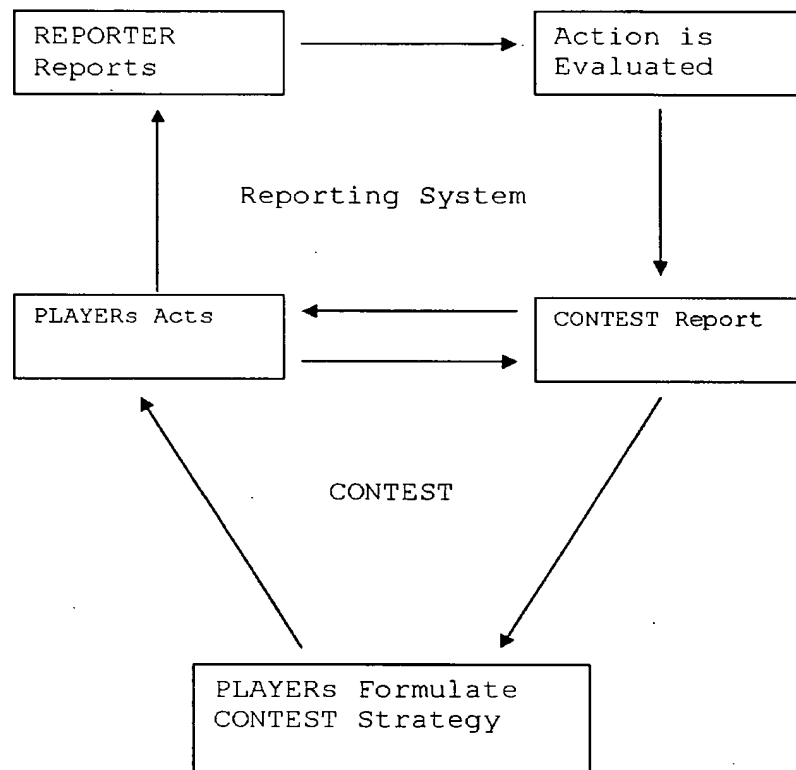 REPORTER
Reports
Action is
Evaluated
Reporting System
PLAYERs Acts
CONTEST Report
CONTEST
PLAYERs Formulate
CONTEST Strategy